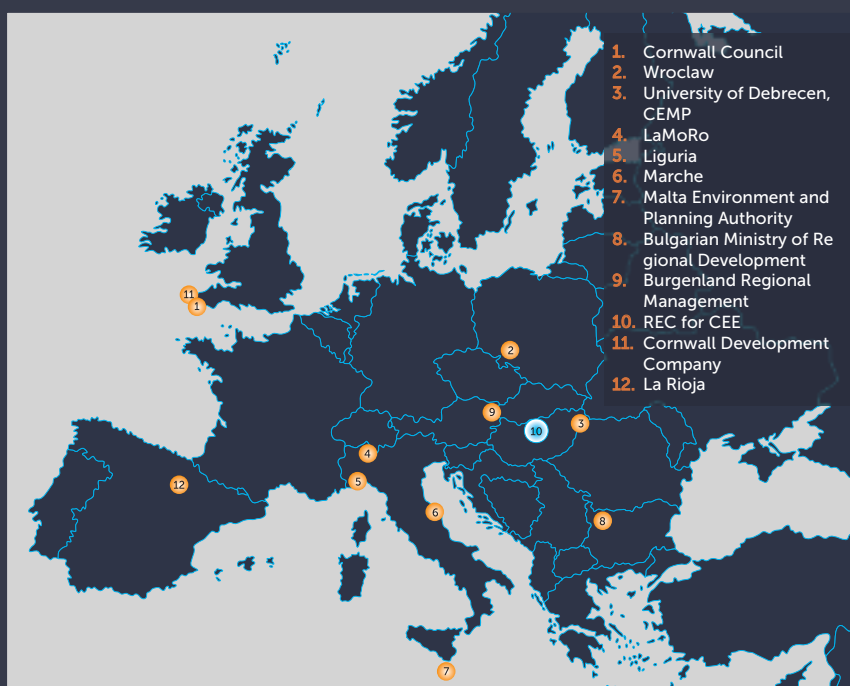 1. Cornwall Council
2. Wroclaw
3. University of Debrecen,
CEMP
4. LaMoRo
5. Liguria
6. Marche
7. Malta Environment and
Planning Authority
8. Bulgarian Ministry of Re
gional Development
9. Burgenland Regional
Management
10. REC for CEE
11. Cornwall Development
Company
12. La Rioja
11
1
2
9
10
3
4
5
12
6
8
7